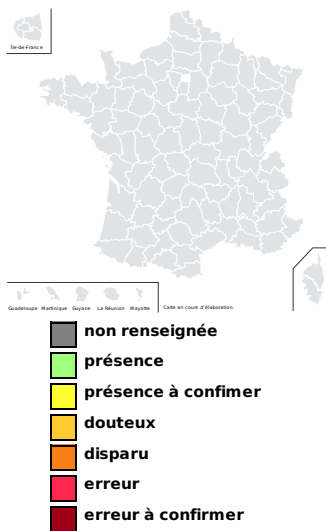 Île-de-France
Guadeloupe Martinique Guyane La Réunion Mayotte Carte en cours d'élaboration.
non renseignée
présence
présence à confimer
douteux
disparu
erreur
erreur à confirmer